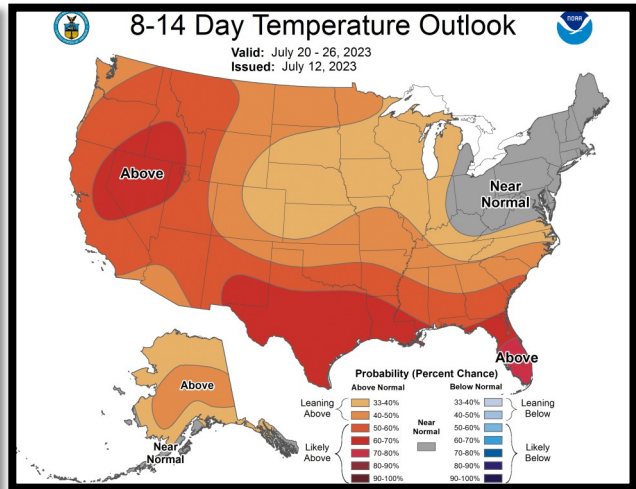 8-14 Day Temperature Outlook
Valid: July 20 - 26, 2023
Issued: July 12, 2023
NOAA
Above
Near
Normal
Above
Above
Near
Normal
Probability (Percent Chance)
Above Normal
Below Normal
Leaning
Above
33-40%
40-50%
Likely
Above
50-60%
60-70%
70-80%
80-90%
90-100%
Near
Normal
33-40%
40-50%
Leaning
Below
50-60%
60-70%
70-80%
80-90%
90-100%
Likely
Below